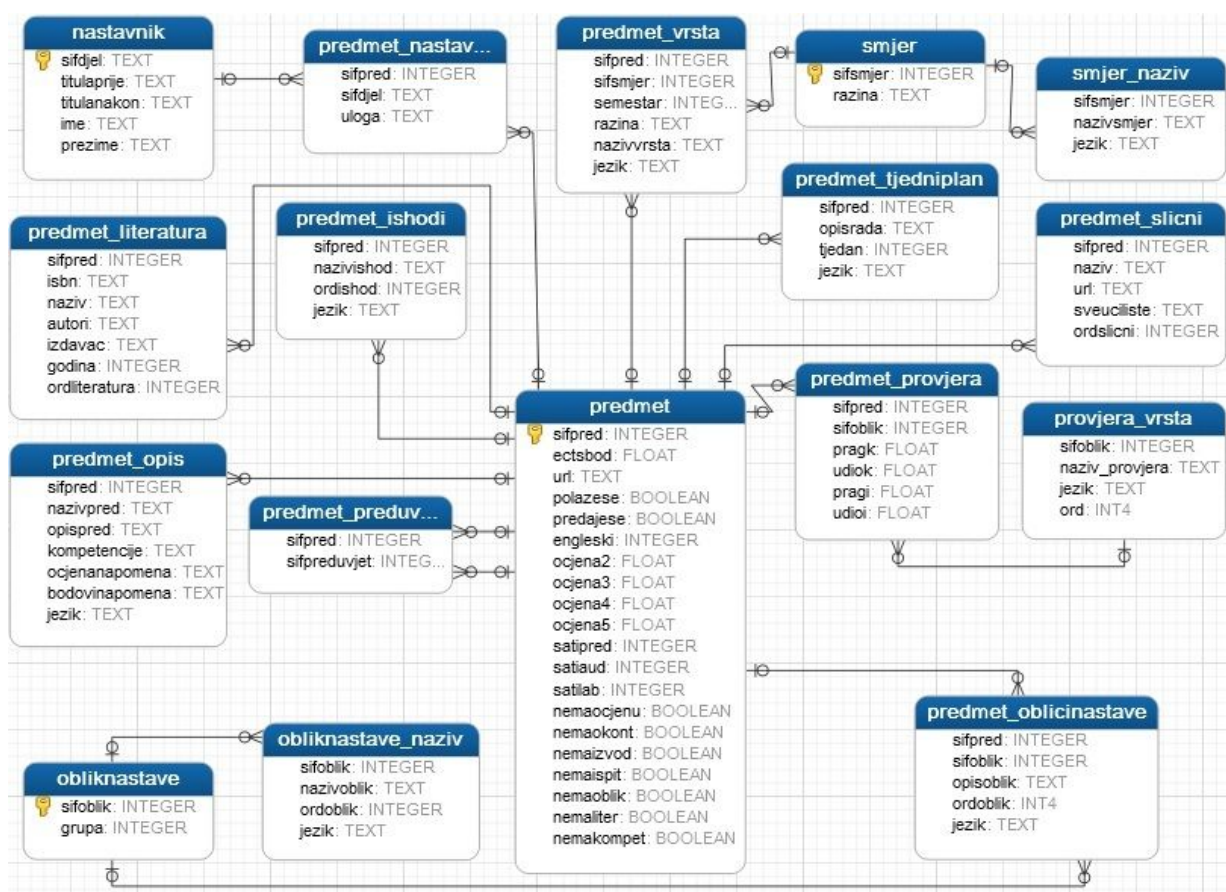 nastavnik
sifdjel: TEXT
titulaprije: TEXT
titulanakon: TEXT
ime: TEXT
prezime: TEXT
predmet_nastav...
sifpred: INTEGER
sifdjel: TEXT
uloga: TEXT
predmet_vrsta
sifpred: INTEGER
sifsmjer: INTEGER
semestar: INTEG...
razina: TEXT
nazivvrsta: TEXT
jezik: TEXT
smjer
sifsmjer: INTEGER
razina: TEXT
smjer_naziv
sifsmjer: INTEGER
nazivsmjer: TEXT
jezik: TEXT
predmet_literatura
sifpred: INTEGER
isbn: TEXT
naziv: TEXT
autori: TEXT
izdavac: TEXT
godina: INTEGER
ordliteratura: INTEGER
predmet_ishodi
sifpred: INTEGER
nazivishod: TEXT
ordishod: INTEGER
jezik: TEXT
predmet_tjedniplan
sifpred: INTEGER
opisrada: TEXT
tjedan: INTEGER
jezik: TEXT
predmet_slicni
sifpred: INTEGER
naziv: TEXT
url: TEXT
sveuciliste: TEXT
ordslicni: INTEGER
predmet_opis
sifpred: INTEGER
nazivpred: TEXT
opispred: TEXT
kompetencije: TEXT
ocjenanapomena: TEXT
bodovinapomena: TEXT
jezik: TEXT
predmet_preduv...
sifpred: INTEGER
sifpreduvjet: INTEG...
predmet
sifpred: INTEGER
ectsbod: FLOAT
url: TEXT
polazese: BOOLEAN
predajese: BOOLEAN
engleski: INTEGER
ocjena2: FLOAT
ocjena3: FLOAT
ocjena4: FLOAT
ocjena5: FLOAT
satipred: INTEGER
satiaud: INTEGER
satilab: INTEGER
nemaocjenu: BOOLEAN
nemaokont: BOOLEAN
nemaizvod: BOOLEAN
nemaispit: BOOLEAN
nemaoblik: BOOLEAN
nemaliter: BOOLEAN
nemakompet: BOOLEAN
predmet_provjera
sifpred: INTEGER
sifoblik: INTEGER
pragk: FLOAT
udiok: FLOAT
pragi: FLOAT
udioi: FLOAT
provjera_vrsta
sifoblik: INTEGER
naziv_provjera: TEXT
jezik: TEXT
ord: INT4
obliknastave
sifoblik: INTEGER
grupa: INTEGER
obliknastave_naziv
sifoblik: INTEGER
nazivoblik: TEXT
ordoblik: INTEGER
jezik: TEXT
predmet_oblicinastave
sifpred: INTEGER
sifoblik: INTEGER
opisoblik: TEXT
ordoblik: INT4
jezik: TEXT